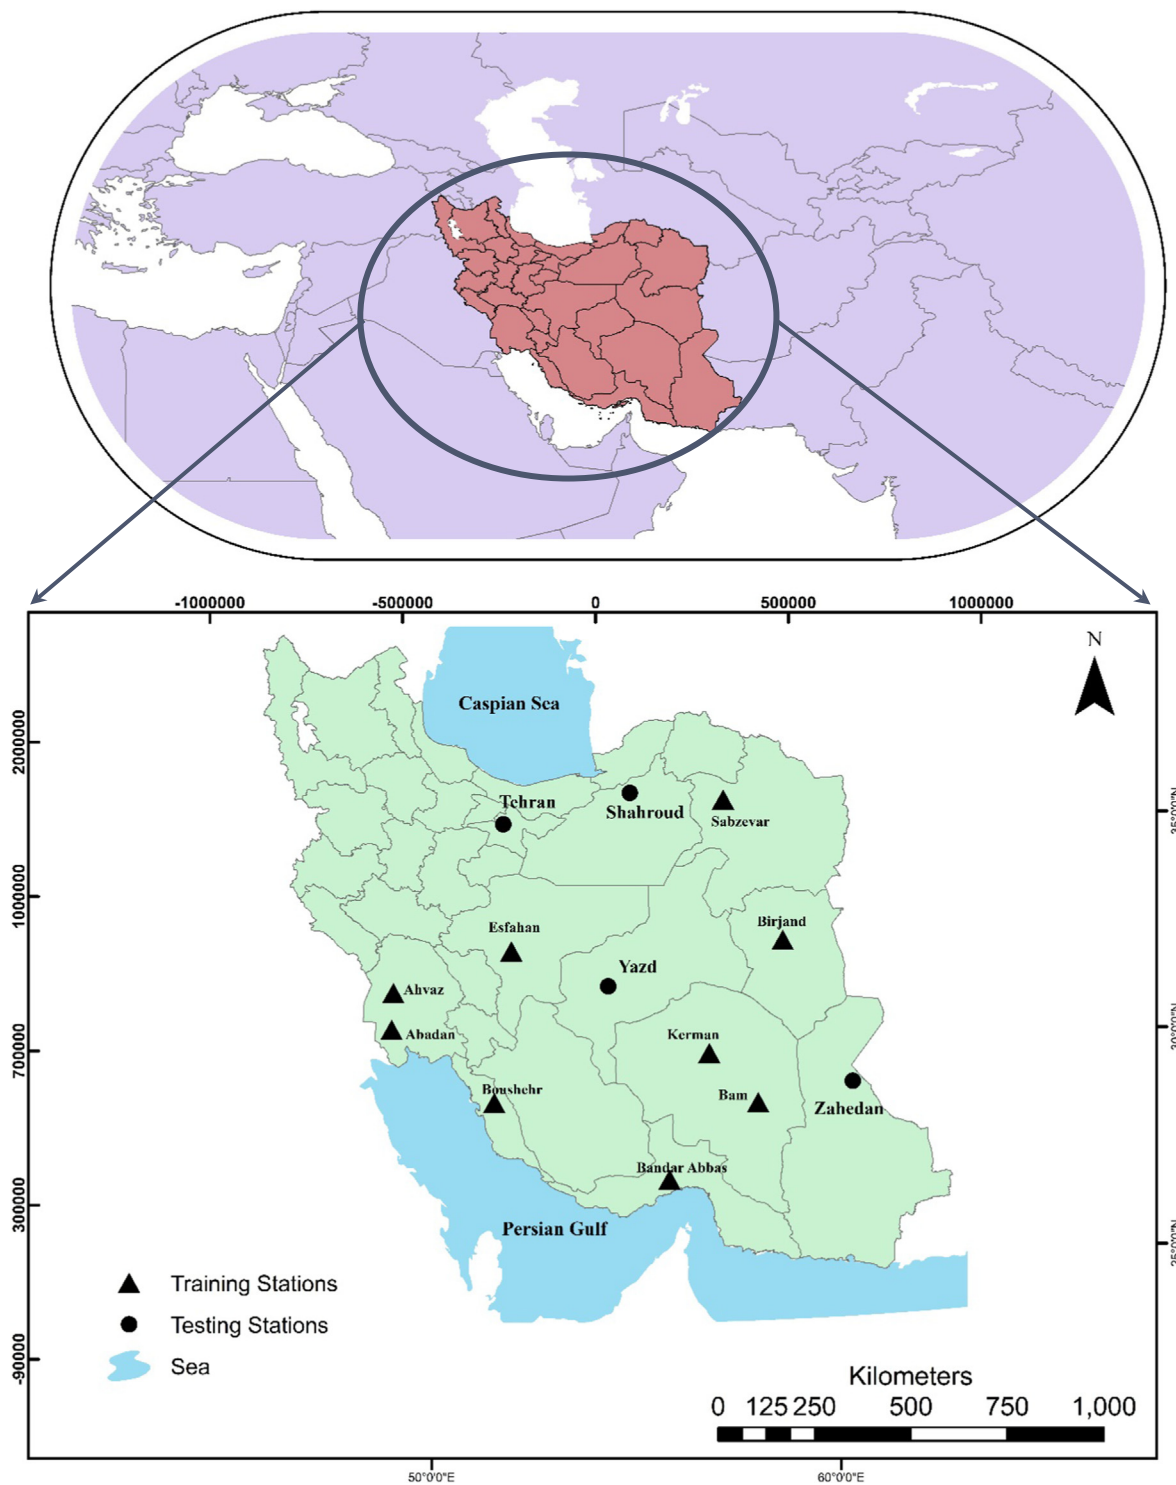 -1000000 -500000 0 500000 1000000
N
Caspian Sea
2000000
Tehran
Shahroud
Sabzevar
1000000
Birjand
Esfahan
Yazd
Ahvaz
Abadan
Kerman
700000
Boushehr
Bam
Zahedan
Bandar Abbas
300000
Persian Gulf
Training Stations
Testing Stations
Sea
-90000
Kilometers
0 125 250 500 750 1,000
50°0'0"E 60°0'0"E